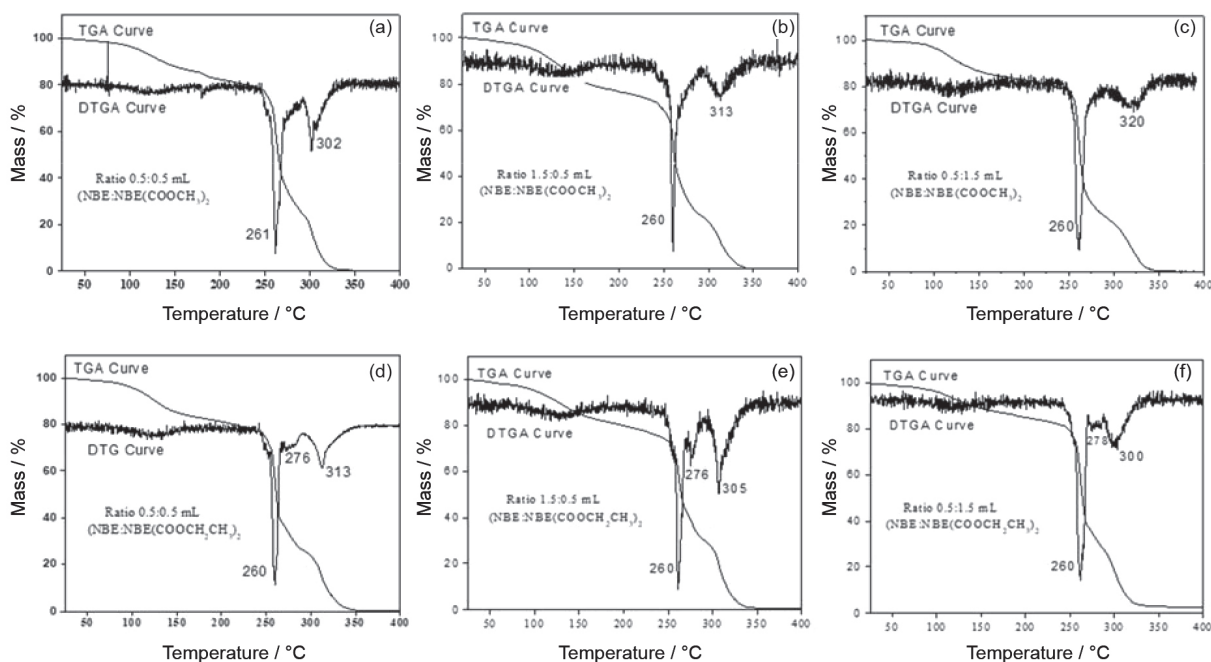 (a)
TGA Curve
DTGA Curve
302
Ratio 0.5:0.5 mL
(NBE:NBE(COOCH₃)₂
261
Mass / %
100
80
60
40
20
0
50 100 150 200 250 300 350 400
Temperature / °C
(b)
TGA Curve
DTGA Curve
313
Ratio 1.5:0.5 mL
(NBE:NBE(COOCH₃)₂
260
Mass / %
100
80
60
40
20
0
50 100 150 200 250 300 350 400
Temperature / °C
(c)
TGA Curve
DTGA Curve
320
Ratio 0.5:1.5 mL
(NBE:NBE(COOCH₃)₂
260
Mass / %
100
80
60
40
20
0
50 100 150 200 250 300 350 400
Temperature / °C
(d)
TGA Curve
DTG Curve
276
313
Ratio 0.5:0.5 mL
(NBE:NBE(COOCH₂CH₃)₂
260
Mass / %
100
80
60
40
20
0
50 100 150 200 250 300 350 400
Temperature / °C
(e)
TGA Curve
DTGA Curve
276
305
Ratio 1.5:0.5 mL
(NBE:NBE(COOCH₂CH₃)₂
260
Mass / %
100
80
60
40
20
0
50 100 150 200 250 300 350 400
Temperature / °C
(f)
TGA Curve
DTGA Curve
278
300
Ratio 0.5:1.5 mL
(NBE:NBE(COOCH₂CH₃)₂
260
Mass / %
100
80
60
40
20
0
50 100 150 200 250 300 350 400
Temperature / °C